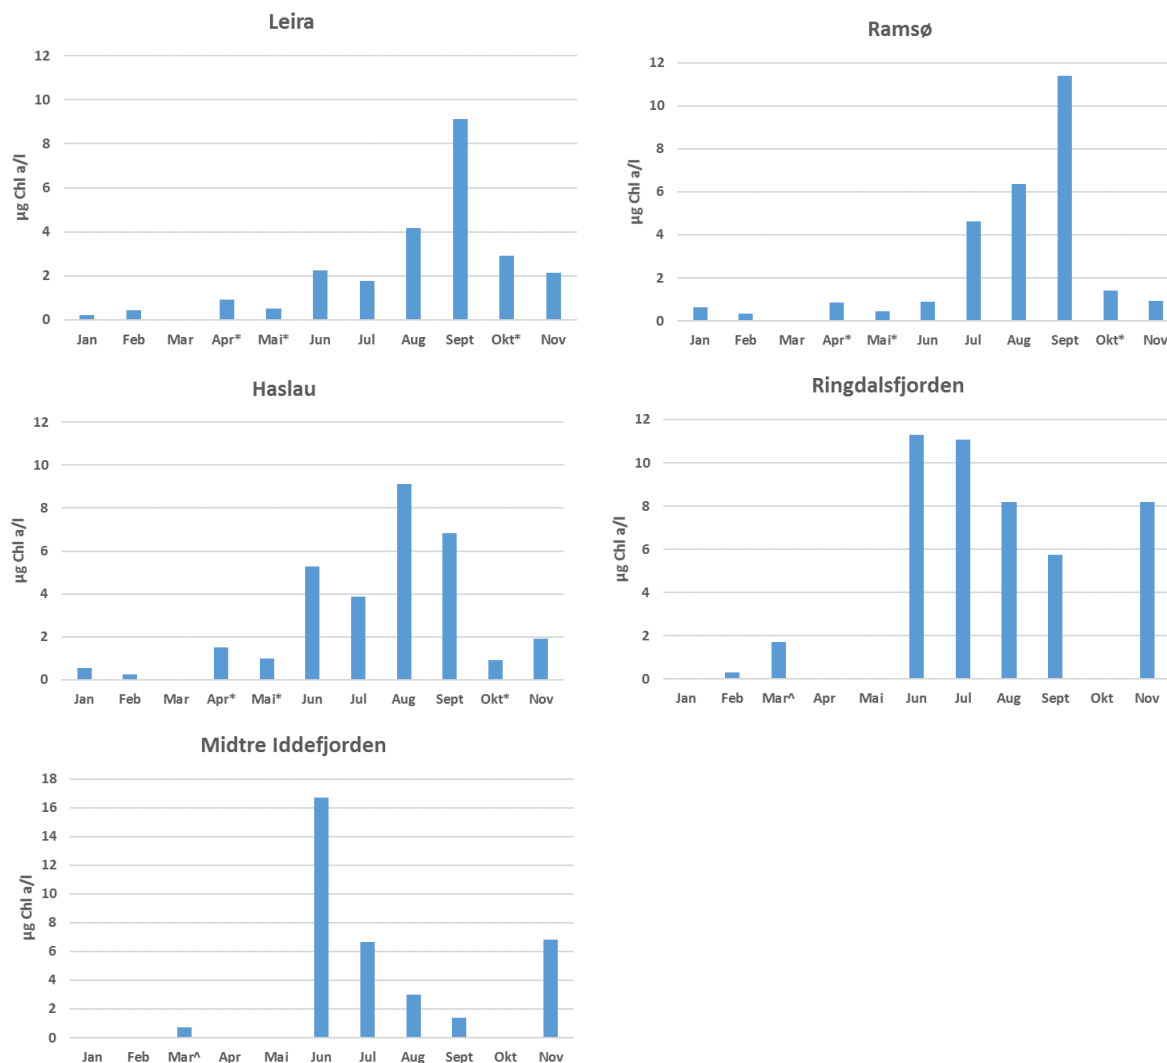 Leira
12
10
8
6
4
2
0
µg Chl a/l
Jan Feb Mar Apr* Mai* Jun Jul Aug Sept Okt* Nov
Ramsø
12
10
8
6
4
2
0
µg Chl a/l
Jan Feb Mar Apr* Mai* Jun Jul Aug Sept Okt* Nov
Haslau
12
10
8
6
4
2
0
µg Chl a/l
Jan Feb Mar Apr* Mai* Jun Jul Aug Sept Okt* Nov
Ringdalsfjorden
12
10
8
6
4
2
0
µg Chl a/l
Jan Feb Mar^ Apr Mai Jun Jul Aug Sept Okt Nov
Midtre Iddefjorden
18
16
14
12
10
8
6
4
2
0
µg Chl a/l
Jan Feb Mar^ Apr Mai Jun Jul Aug Sept Okt Nov